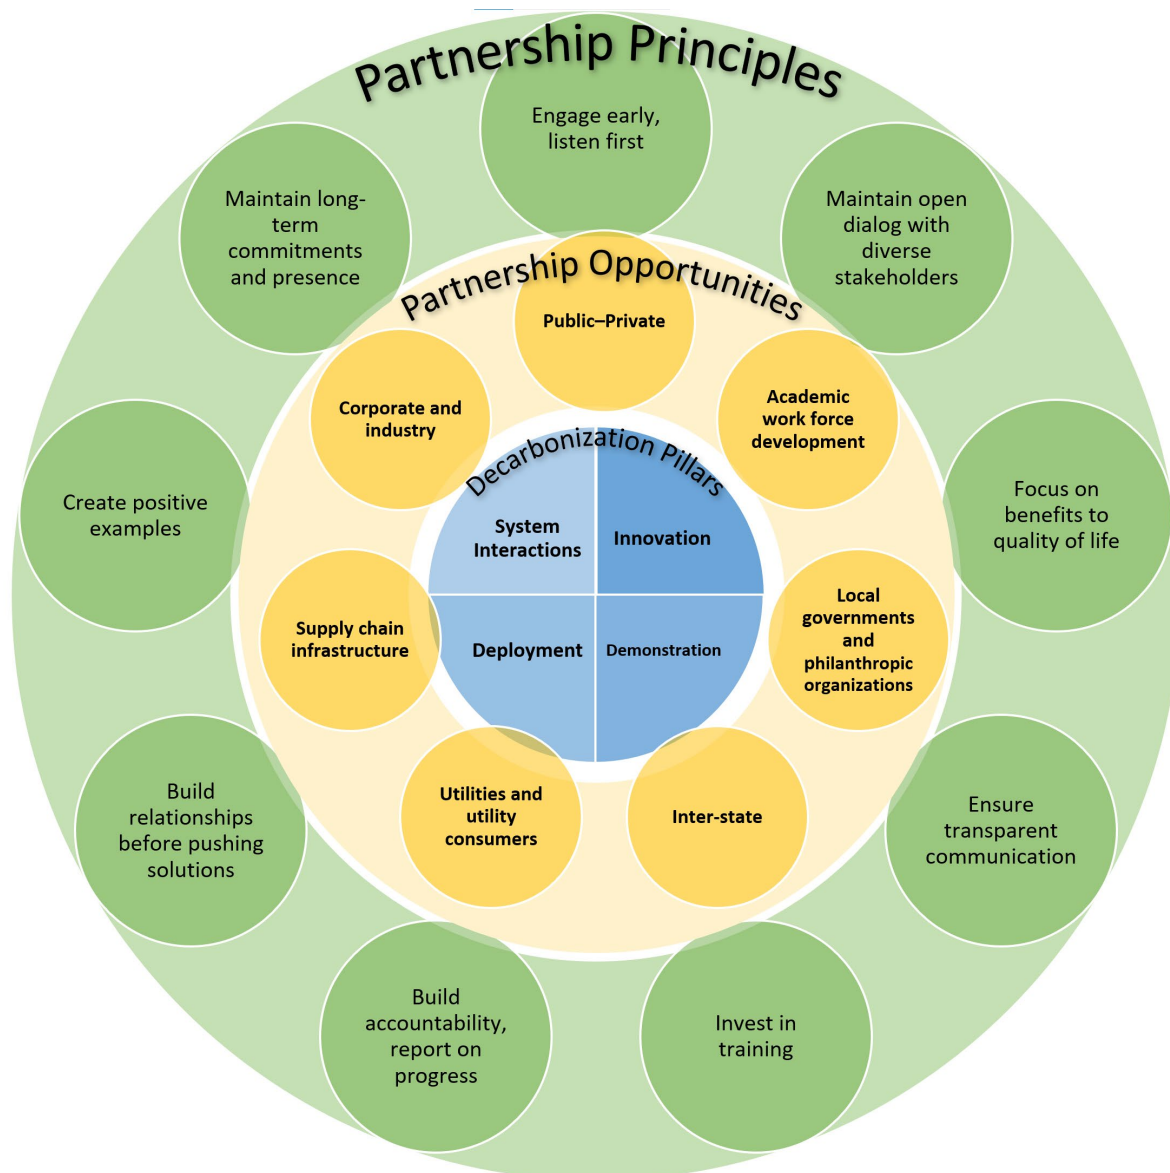 Partnership Principles
Engage early,
listen first
Maintain open
dialog with
diverse
stakeholders
Focus on
benefits to
quality of life
Ensure
transparent
communication
Invest in
training
Build
accountability,
report on
progress
Build
relationships
before pushing
solutions
Create positive
examples
Maintain long-
term
commitments
and presence
Partnership Opportunities
Public–Private
Academic
work force
development
Local
governments
and
philanthropic
organizations
Inter-state
Utilities and
utility
consumers
Supply chain
infrastructure
Corporate and
industry
Decarbonization Pillars
System
Interactions
Innovation
Deployment
Demonstration